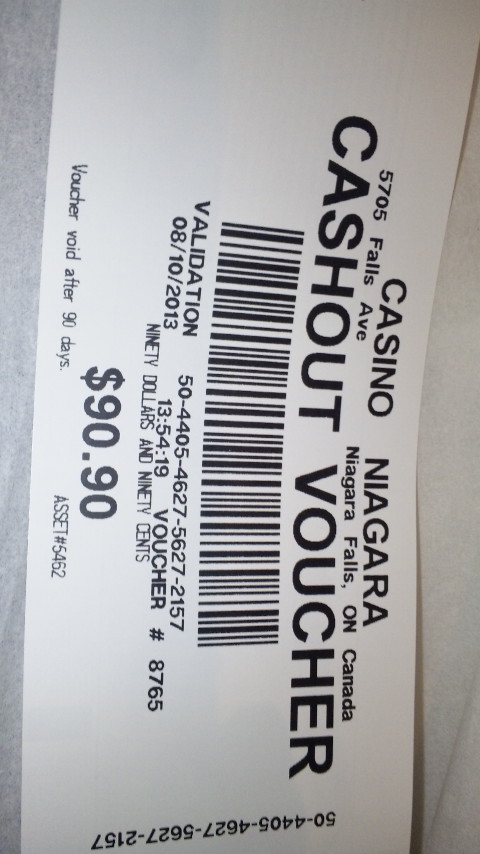 CASINO NIAGARA
5705 Falls Ave Niagara Falls, ON Canada
CASHOUT VOUCHER
VALIDATION 50-4405-4627-5627-2157
08/10/2013 13:54:19 VOUCHER # 8765
NINETY DOLLARS AND NINETY CENTS
$90.90
Voucher void after 90 days. ASSET#5462
50-4405-4627-5627-2157